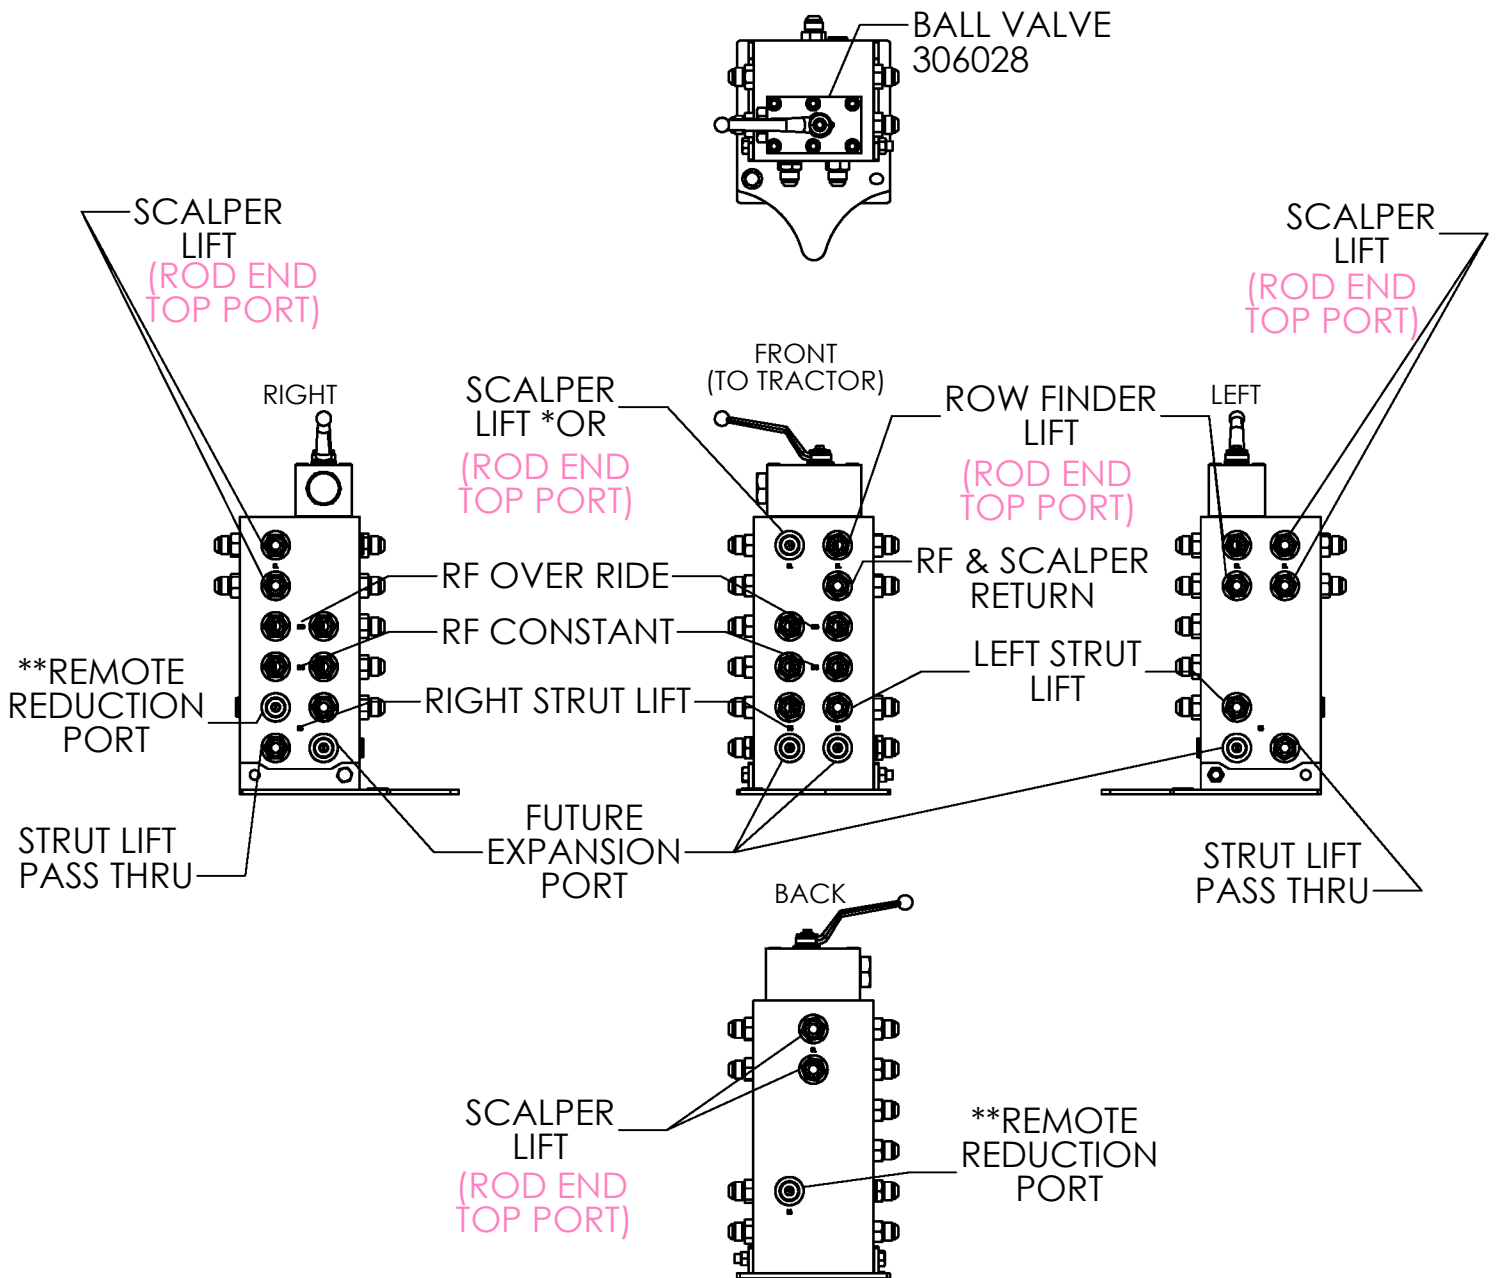 BALL VALVE
306028
SCALPER
LIFT
(ROD END
TOP PORT)
SCALPER
LIFT
(ROD END
TOP PORT)
FRONT
(TO TRACTOR)
RIGHT
SCALPER
LIFT *OR
(ROD END
TOP PORT)
ROW FINDER
LIFT
(ROD END
TOP PORT)
LEFT
RF OVER RIDE
RF & SCALPER
RETURN
RF CONSTANT
**REMOTE
REDUCTION
PORT
RIGHT STRUT LIFT
LEFT STRUT
LIFT
STRUT LIFT
PASS THRU
FUTURE
EXPANSION
PORT
STRUT LIFT
PASS THRU
BACK
SCALPER
LIFT
(ROD END
TOP PORT)
**REMOTE
REDUCTION
PORT